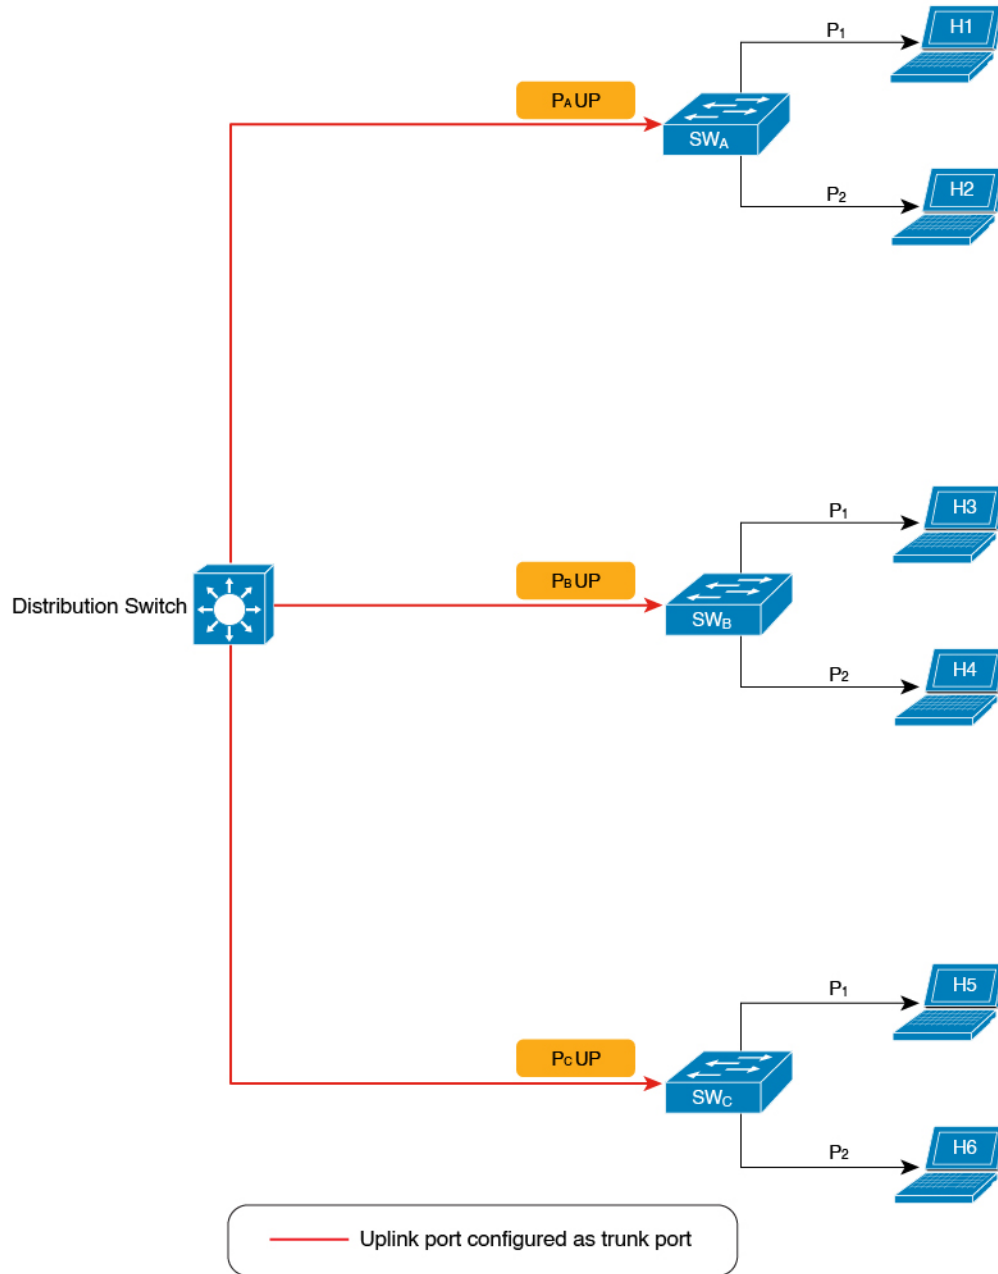 H1
P1
PA UP
SWA
H2
P2
H3
P1
PB UP
Distribution Switch
SWB
H4
P2
H5
P1
PC UP
SWC
H6
P2
Uplink port configured as trunk port